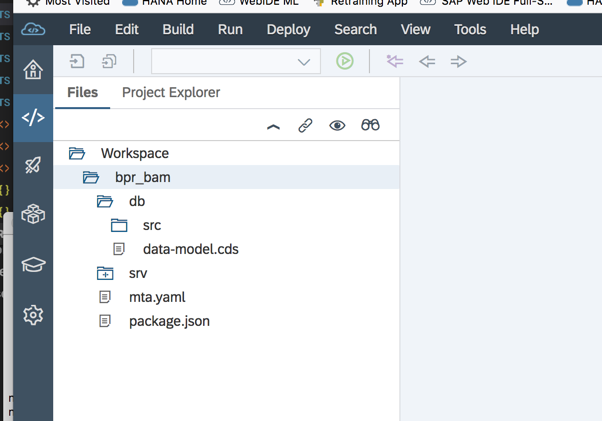 Most Visited HANA Home WebIDE ML Retraining App SAP Web IDE Full-S... HAN
File Edit Build Run Deploy Search View Tools Help
Files Project Explorer
Workspace
bpr_bam
db
src
data-model.cds
srv
mta.yaml
package.json